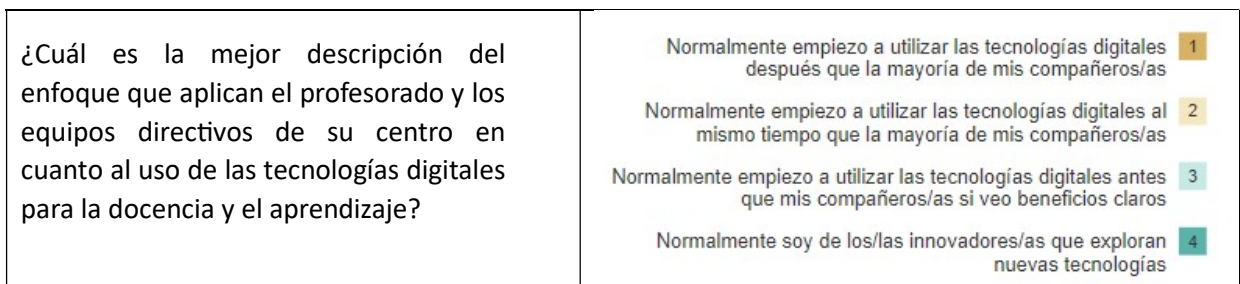 ¿Cuál es la mejor descripción del
enfoque que aplican el profesorado y los
equipos directivos de su centro en
cuanto al uso de las tecnologías digitales
para la docencia y el aprendizaje?
Normalmente empiezo a utilizar las tecnologías digitales 1
después que la mayoría de mis compañeros/as
Normalmente empiezo a utilizar las tecnologías digitales al 2
mismo tiempo que la mayoría de mis compañeros/as
Normalmente empiezo a utilizar las tecnologías digitales antes 3
que mis compañeros/as si veo beneficios claros
Normalmente soy de los/las innovadores/as que exploran 4
nuevas tecnologías